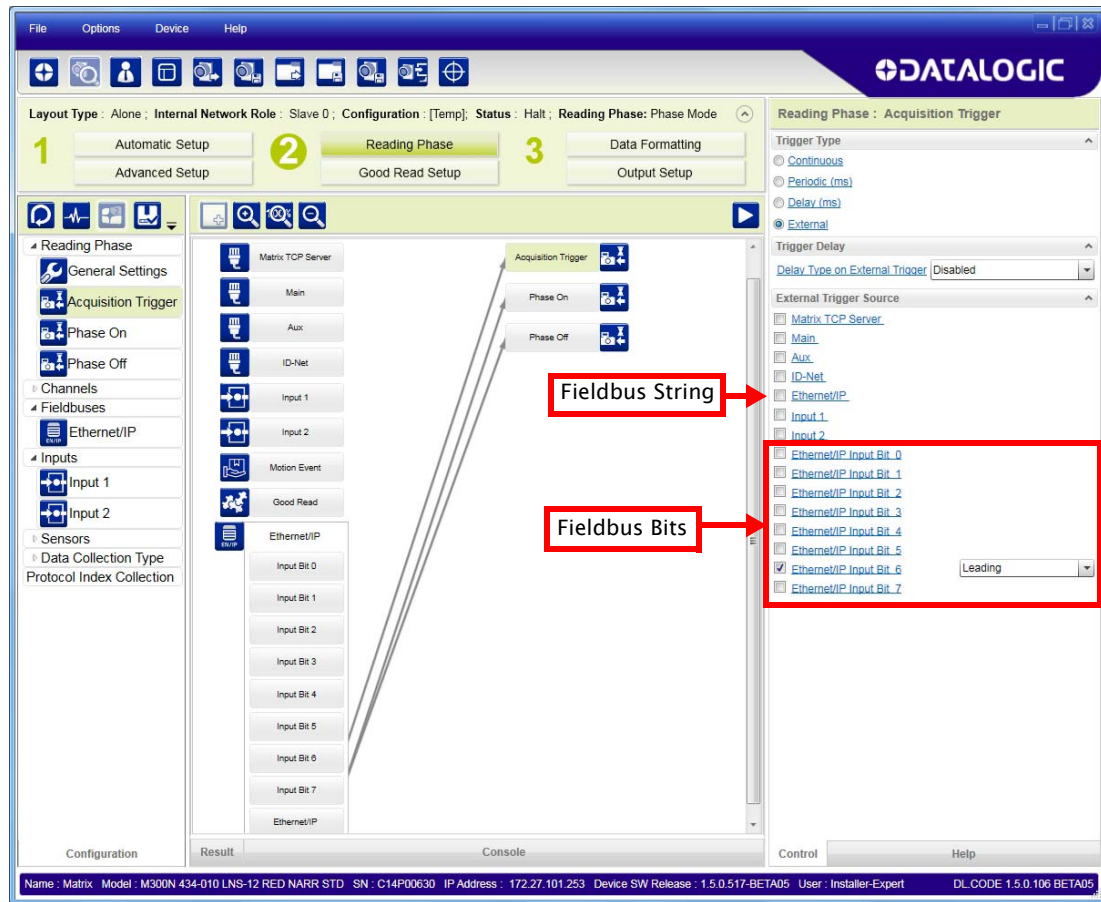 File Options Device Help
DATALOGIC
Layout Type : Alone ; Internal Network Role : Slave 0 ; Configuration : [Temp]; Status : Halt ; Reading Phase: Phase Mode
1 Automatic Setup 2 Reading Phase 3 Data Formatting
Advanced Setup Good Read Setup Output Setup
Reading Phase
General Settings
Acquisition Trigger
Phase On
Phase Off
Channels
Fieldbuses
Ethernet/IP
Inputs
Input 1
Input 2
Sensors
Data Collection Type
Protocol Index Collection
Configuration
100%
Matrix TCP Server
Main
Aux
ID-Net
Input 1
Input 2
Motion Event
Good Read
EN/IP Ethernet/IP
Input Bit 0
Input Bit 1
Input Bit 2
Input Bit 3
Input Bit 4
Input Bit 5
Input Bit 6
Input Bit 7
Ethernet/IP
Acquisition Trigger
Phase On
Phase Off
Fieldbus String
Fieldbus Bits
Result Console
Reading Phase : Acquisition Trigger
Trigger Type
Continuous
Periodic (ms)
Delay (ms)
External
Trigger Delay
Delay Type on External Trigger Disabled
External Trigger Source
Matrix TCP Server
Main
Aux
ID-Net
Ethernet/IP
Input 1
Input 2
Ethernet/IP Input Bit 0
Ethernet/IP Input Bit 1
Ethernet/IP Input Bit 2
Ethernet/IP Input Bit 3
Ethernet/IP Input Bit 4
Ethernet/IP Input Bit 5
Ethernet/IP Input Bit 6 Leading
Ethernet/IP Input Bit 7
Control Help
Name : Matrix Model : M300N 434-010 LNS-12 RED NARR STD SN : C14P00630 IP Address : 172.27.101.253 Device SW Release : 1.5.0.517-BETA05 User : Installer-Expert DL.CODE 1.5.0.106 BETA05